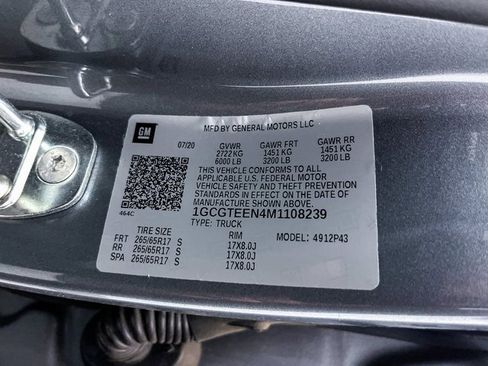 GM
MFD BY GENERAL MOTORS LLC
07/20 GVWR GAWR FRT GAWR RR
2722 KG 1451 KG 1451 KG
6000 LB 3200 LB 3200 LB
THIS VEHICLE CONFORMS TO ALL
APPLICABLE U.S. FEDERAL MOTOR
VEHICLE SAFETY AND THEFT PREVENTION
STANDARDS IN EFFECT ON THE DATE OF
MANUFACTURE SHOWN ABOVE.
464C 1GCGTEEN4M1108239
TYPE: TRUCK
TIRE SIZE RIM MODEL: 4912P43
FRT 265/65R17 S 17X8.0J
RR 265/65R17 S 17X8.0J
SPA 265/65R17 S 17X8.0J